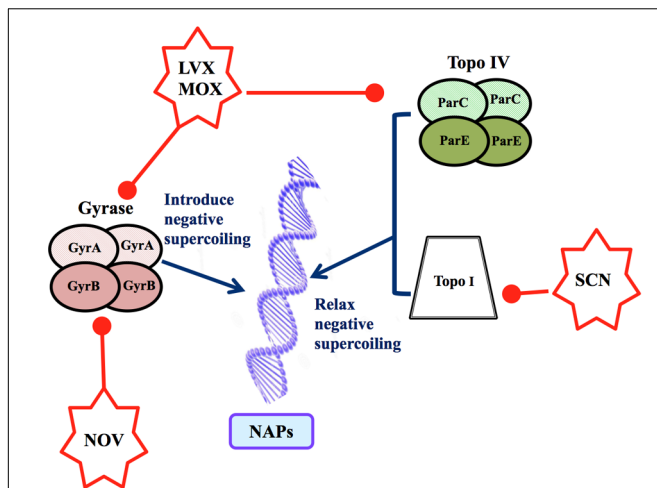 LVX
MOX
Topo IV
ParC
ParC
ParE
ParE
Gyrase
Introduce
negative
supercoiling
GyrA
GyrA
GyrB
GyrB
Topo I
SCN
Relax
negative
supercoiling
NOV
NAPs